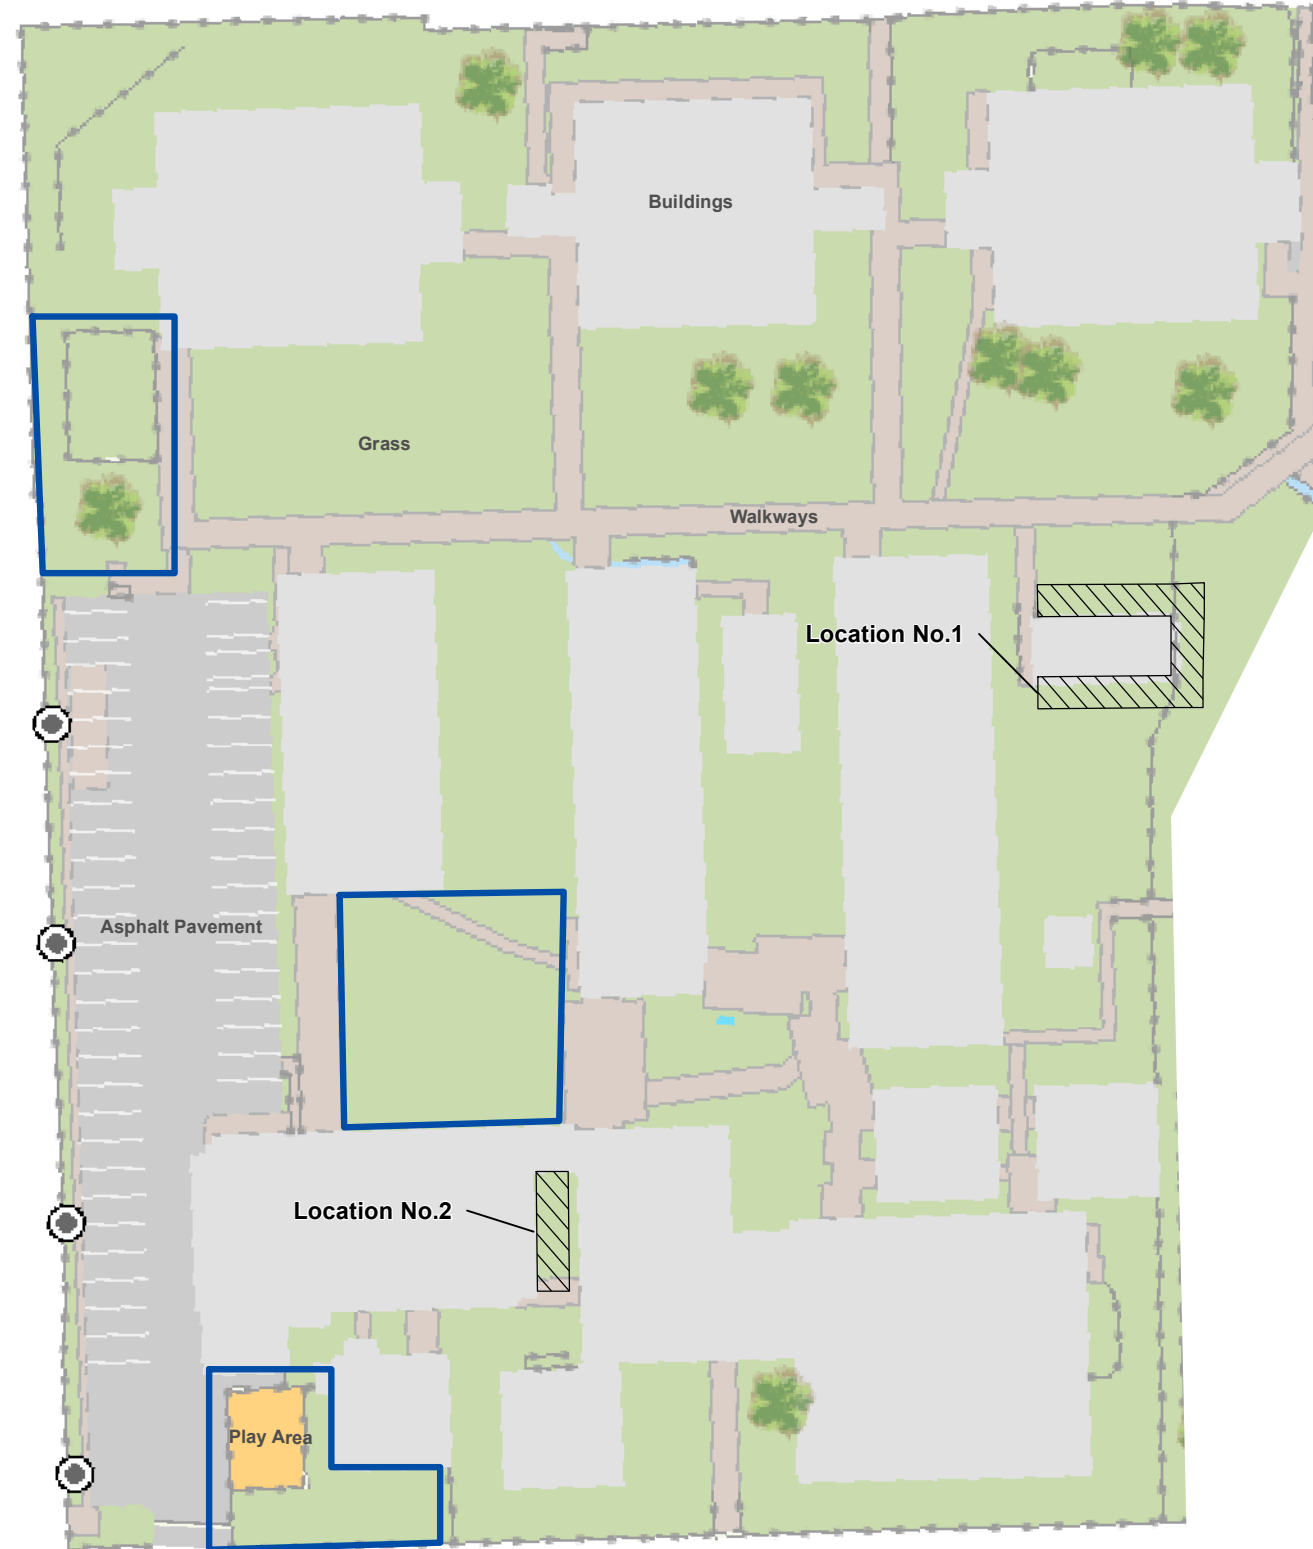 Buildings
Grass
Walkways
Location No.1
Asphalt Pavement
Location No.2
Play Area